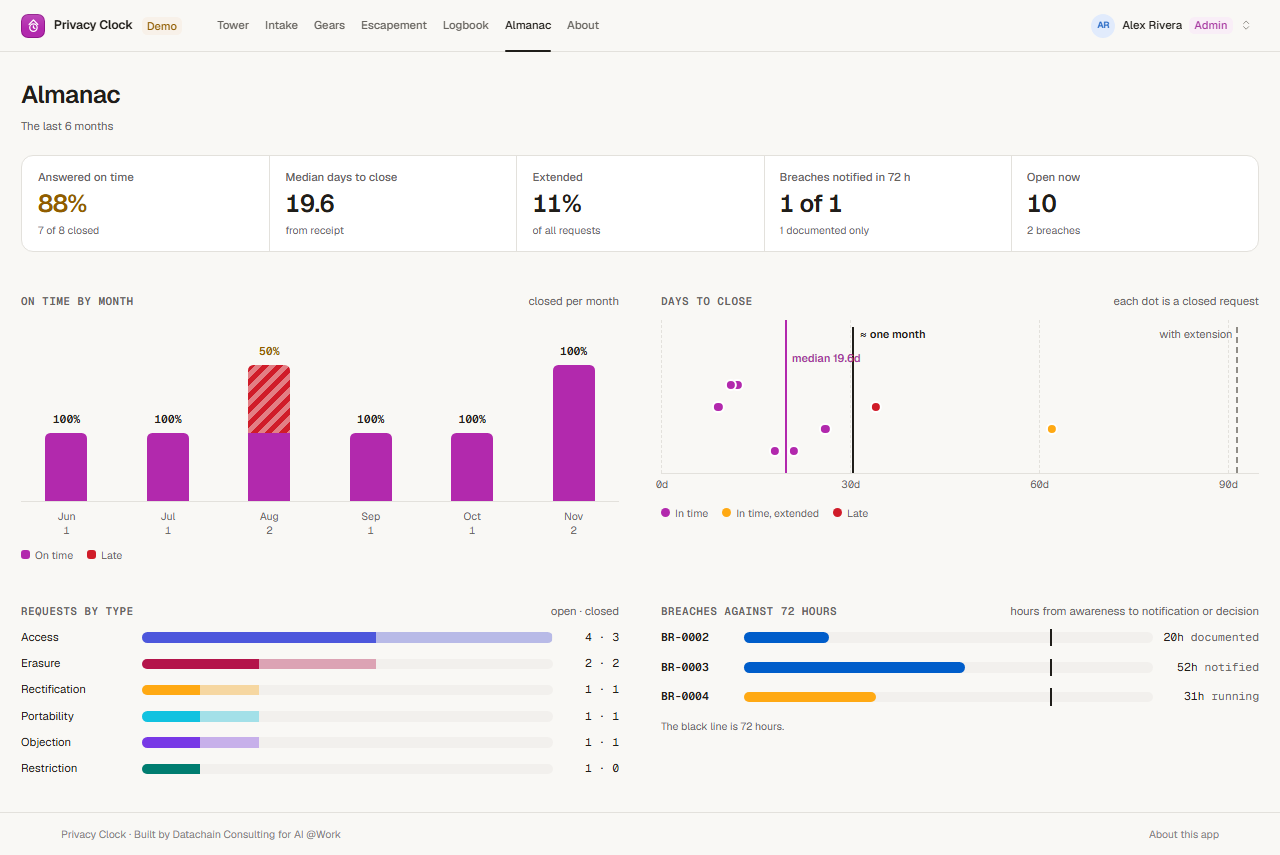 Privacy Clock Demo Tower Intake Gears Escapement Logbook Almanac About AR Alex Rivera Admin
Almanac
The last 6 months
Answered on time
88%
7 of 8 closed
Median days to close
19.6
from receipt
Extended
11%
of all requests
Breaches notified in 72 h
1 of 1
1 documented only
Open now
10
2 breaches
ON TIME BY MONTH closed per month
50% 100%
100% 100% 100% 100%
Jun Jul Aug Sep Oct Nov
1 1 2 1 1 2
On time Late
DAYS TO CLOSE each dot is a closed request
≈ one month with extension
median 19.6d
0d 30d 60d 90d
In time In time, extended Late
REQUESTS BY TYPE open · closed
Access 4 · 3
Erasure 2 · 2
Rectification 1 · 1
Portability 1 · 1
Objection 1 · 1
Restriction 1 · 0
BREACHES AGAINST 72 HOURS hours from awareness to notification or decision
BR-0002 20h documented
BR-0003 52h notified
BR-0004 31h running
The black line is 72 hours.
Privacy Clock · Built by Datachain Consulting for AI @Work About this app